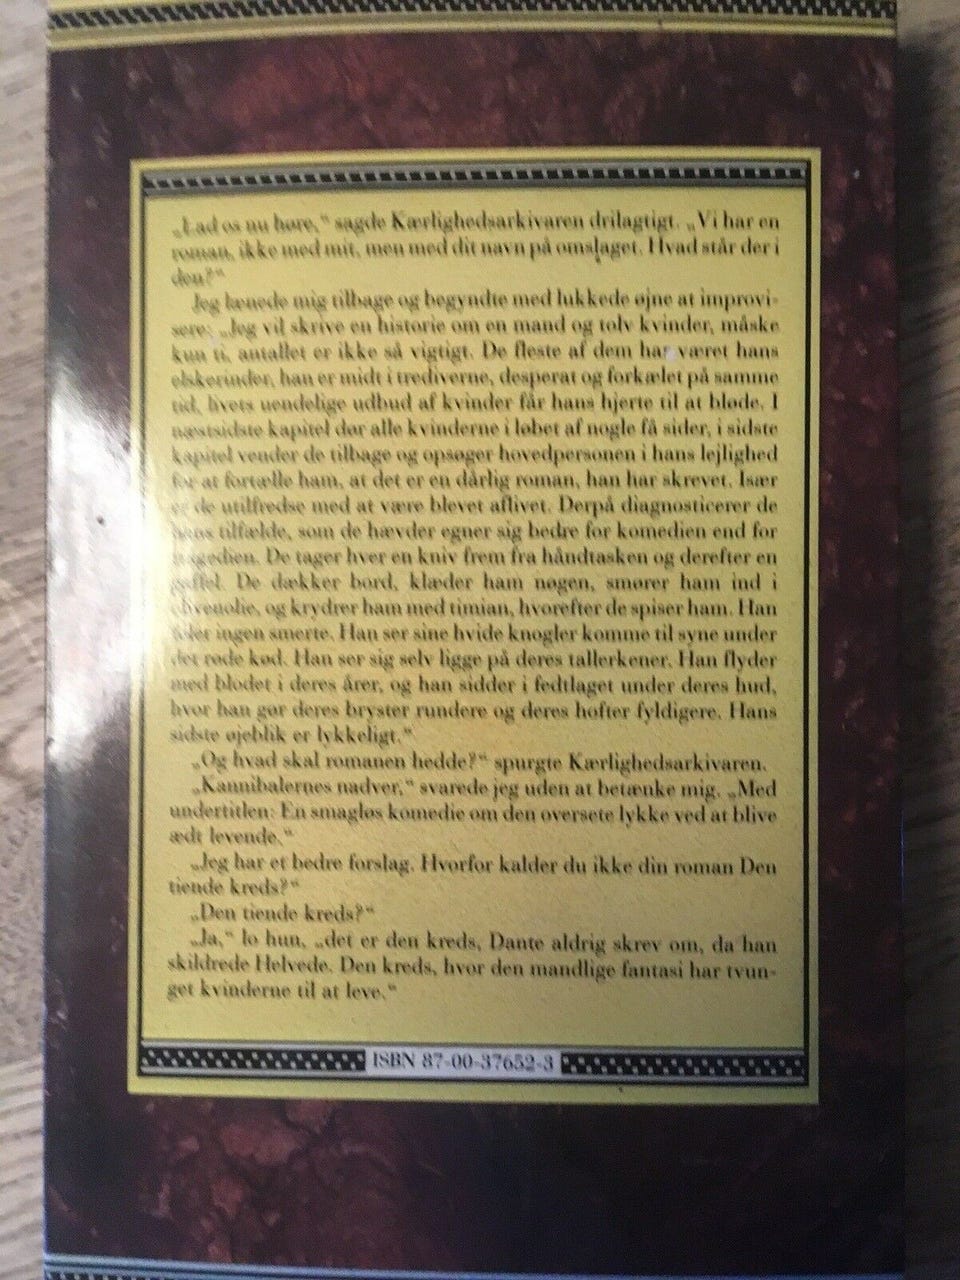 „Lad os nu høre,“ sagde Kærlighedsarkivaren drilagtigt. „Vi har en
roman, ikke med mit, men med dit navn på omslaget. Hvad står der i
den?“
Jeg lænede mig tilbage og begyndte med lukkede øjne at improvi-
sere: „Jeg vil skrive en historie om en mand og tolv kvinder, måske
kun ti, antallet er ikke så vigtigt. De fleste af dem har været hans
elskerinder, han er midt i trediverne, desperat og forkælet på samme
tid, livets uendelige udbud af kvinder får hans hjerte til at bløde. I
næstsidste kapitel dør alle kvinderne i løbet af nogle få sider, i sidste
kapitel vender de tilbage og opsøger hovedpersonen i hans lejlighed
for at fortælle ham, at det er en dårlig roman, han har skrevet. Især
er de utilfredse med at være blevet aflivet. Derpå diagnosticerer de
hans tilfælde, som de hævder egner sig bedre for komedien end for
tragedien. De tager hver en kniv frem fra håndtasken og derefter en
gaffel. De dækker bord, klæder ham nøgen, smører ham ind i
olivenolie, og krydrer ham med timian, hvorefter de spiser ham. Han
føler ingen smerte. Han ser sine hvide knogler komme til syne under
det røde kød. Han ser sig selv ligge på deres tallerkener. Han flyder
med blodet i deres årer, og han sidder i fedtlaget under deres hud,
hvor han gør deres bryster rundere og deres hofter fyldigere. Hans
sidste øjeblik er lykkeligt.“
„Og hvad skal romanen hedde?“ spurgte Kærlighedsarkivaren.
„Kannibalernes nadver,“ svarede jeg uden at betænke mig. „Med
undertitlen: En smagløs komedie om den oversete lykke ved at blive
ædt levende.“
„Jeg har et bedre forslag. Hvorfor kalder du ikke din roman Den
tiende kreds?“
„Den tiende kreds?“
„Ja,“ lo hun, „det er den kreds, Dante aldrig skrev om, da han
skildrede Helvede. Den kreds, hvor den mandlige fantasi har tvun-
get kvinderne til at leve.“
ISBN 87-00-37652-3